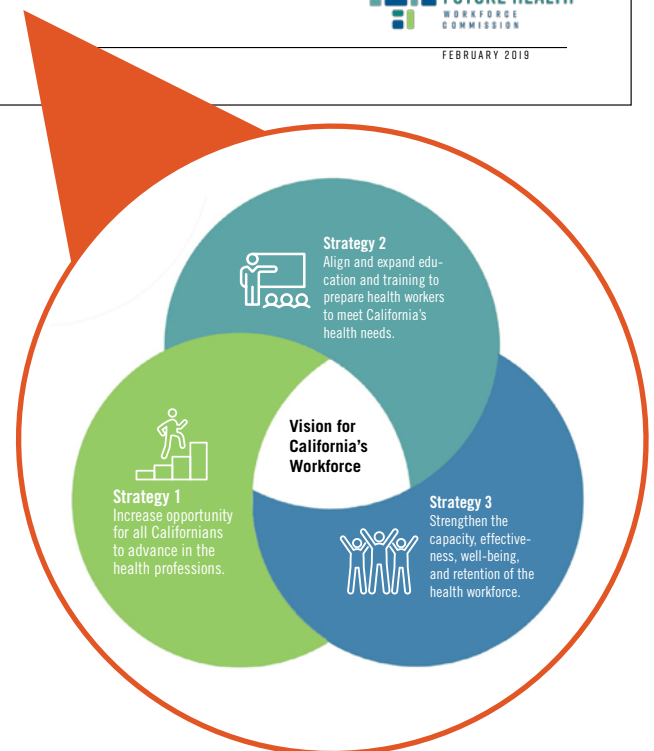 FUTURE HEALTH
WORKFORCE
COMMISSION
FEBRUARY 2019
Strategy 2
Align and expand edu-
cation and training to
prepare health workers
to meet California’s
health needs.
Vision for
California’s
Workforce
Strategy 1
Increase opportunity
for all Californians
to advance in the
health professions.
Strategy 3
Strengthen the
capacity, effective-
ness, well-being,
and retention of the
health workforce.